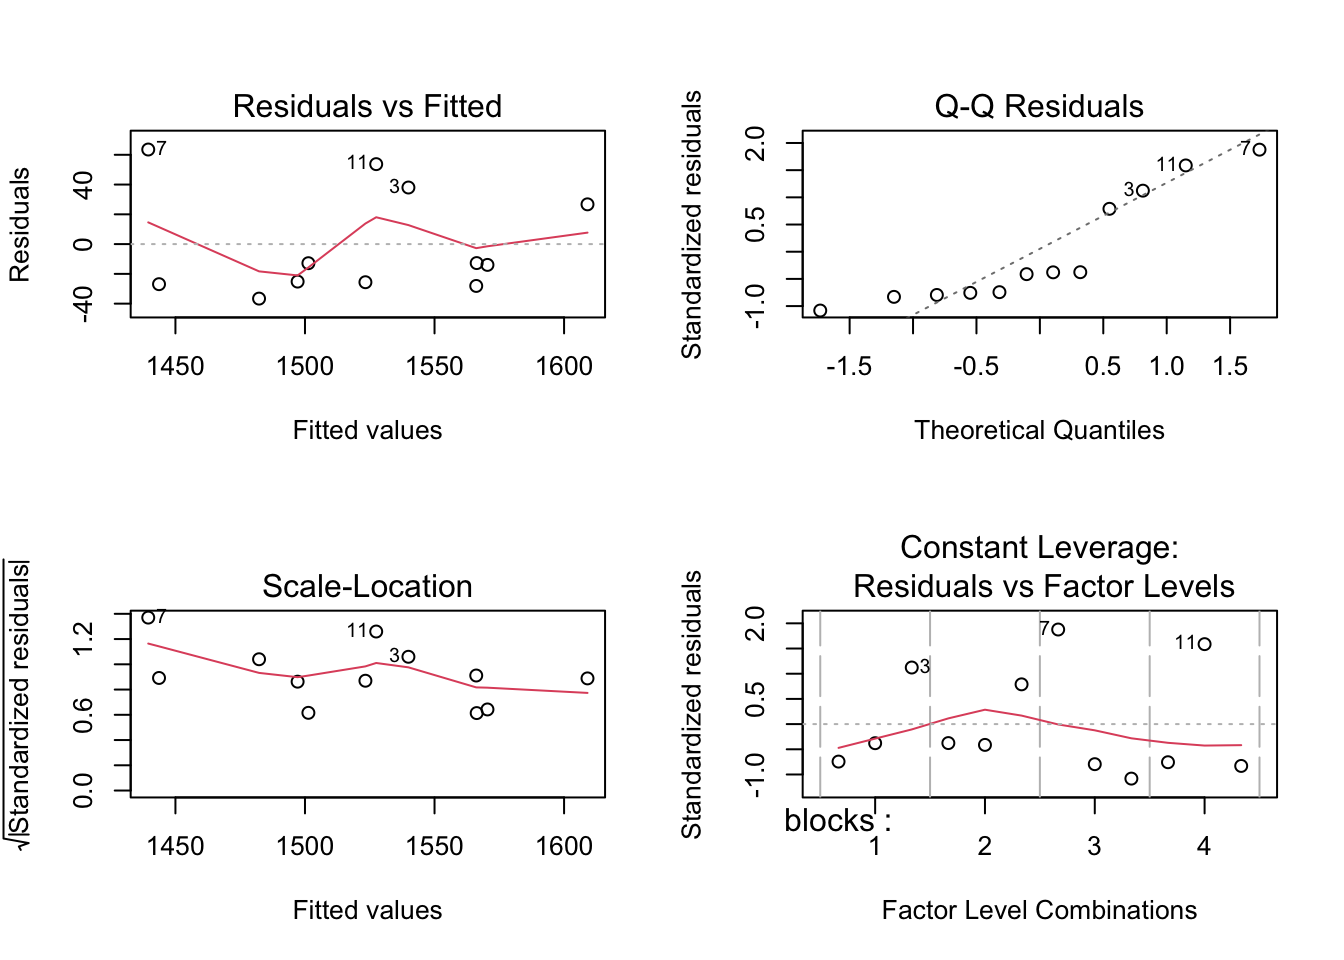 Residuals vs Fitted
Residuals
-40 0 40
7
11
3
1450 1500 1550 1600
Fitted values
Q-Q Residuals
Standardized residuals
-1.0 0.5 2.0
7
11
3
-1.5 -0.5 0.5 1.0 1.5
Theoretical Quantiles
Scale-Location
√|Standardized residuals|
0.0 0.6 1.2
7
11
3
1450 1500 1550 1600
Fitted values
Constant Leverage:
Residuals vs Factor Levels
Standardized residuals
-1.0 0.5 2.0
7
11
3
blocks :
1 2 3 4
Factor Level Combinations